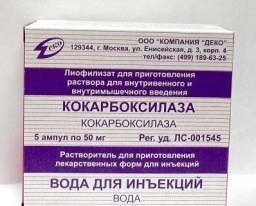 Деко
ООО "КОМПАНИЯ "ДЕКО"
129344, г. Москва, ул. Енисейская, д. 3, корп. 4
тел/факс: (499) 189-63-25
Лиофилизат для приготовления
раствора для внутривенного и
внутримышечного введения
КОКАРБОКСИЛАЗА
КОКАРБОКСИЛАЗА
5 ампул по 50 мг Рег. уд. ЛС-001545
Растворитель для приготовления
лекарственных форм для инъекций
ВОДА ДЛЯ ИНЪЕКЦИЙ
ВОДА